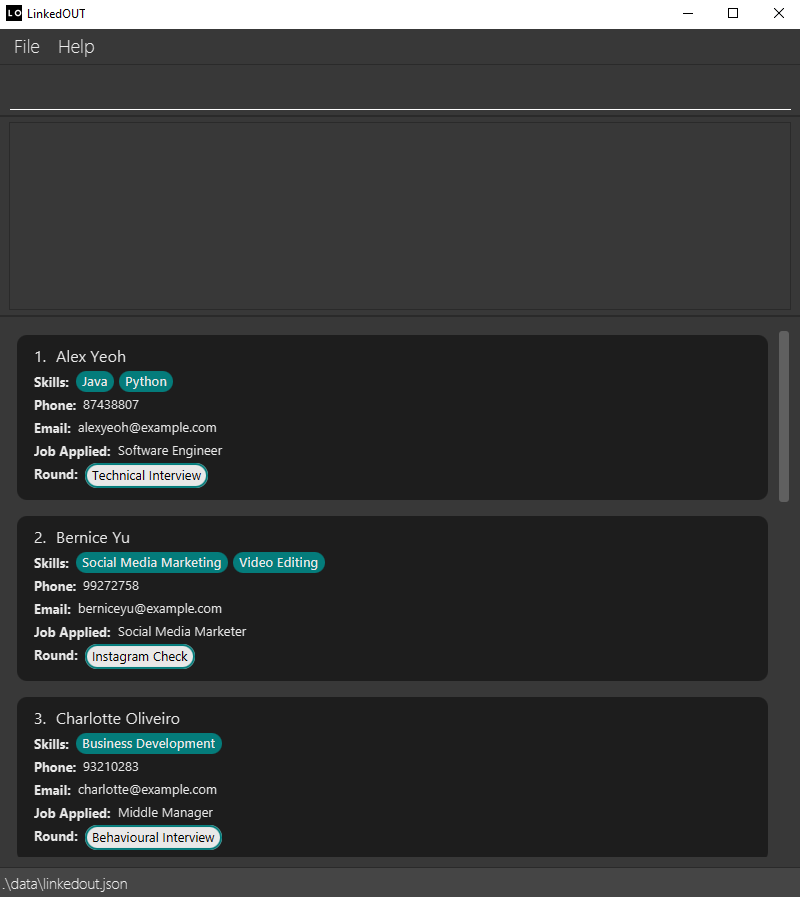 LO LinkedOUT
File Help
1. Alex Yeoh
Skills: Java Python
Phone: 87438807
Email: alexyeoh@example.com
Job Applied: Software Engineer
Round: Technical Interview
2. Bernice Yu
Skills: Social Media Marketing Video Editing
Phone: 99272758
Email: berniceyu@example.com
Job Applied: Social Media Marketer
Round: Instagram Check
3. Charlotte Oliveiro
Skills: Business Development
Phone: 93210283
Email: charlotte@example.com
Job Applied: Middle Manager
Round: Behavioural Interview
.\data\linkedout.json